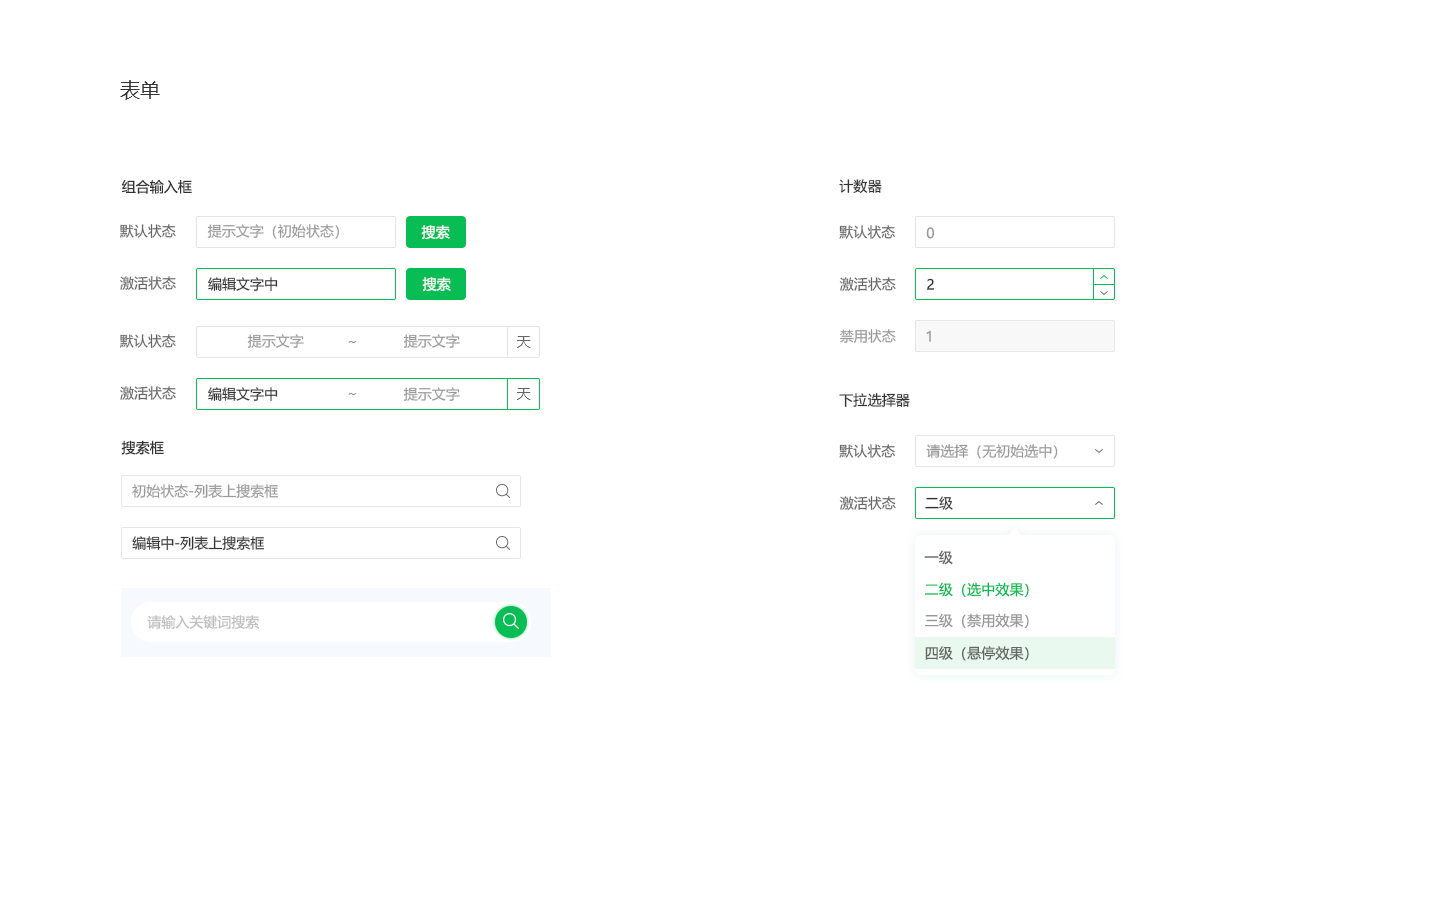 表单
组合输入框
默认状态 提示文字（初始状态） 搜索
激活状态 编辑文字中 搜索
默认状态 提示文字 ~ 提示文字 天
激活状态 编辑文字中 ~ 提示文字 天
搜索框
初始状态-列表上搜索框
编辑中-列表上搜索框
请输入关键词搜索
计数器
默认状态 0
激活状态 2
禁用状态 1
下拉选择器
默认状态 请选择（无初始选中）
激活状态 二级
一级
二级（选中效果）
三级（禁用效果）
四级（悬停效果）